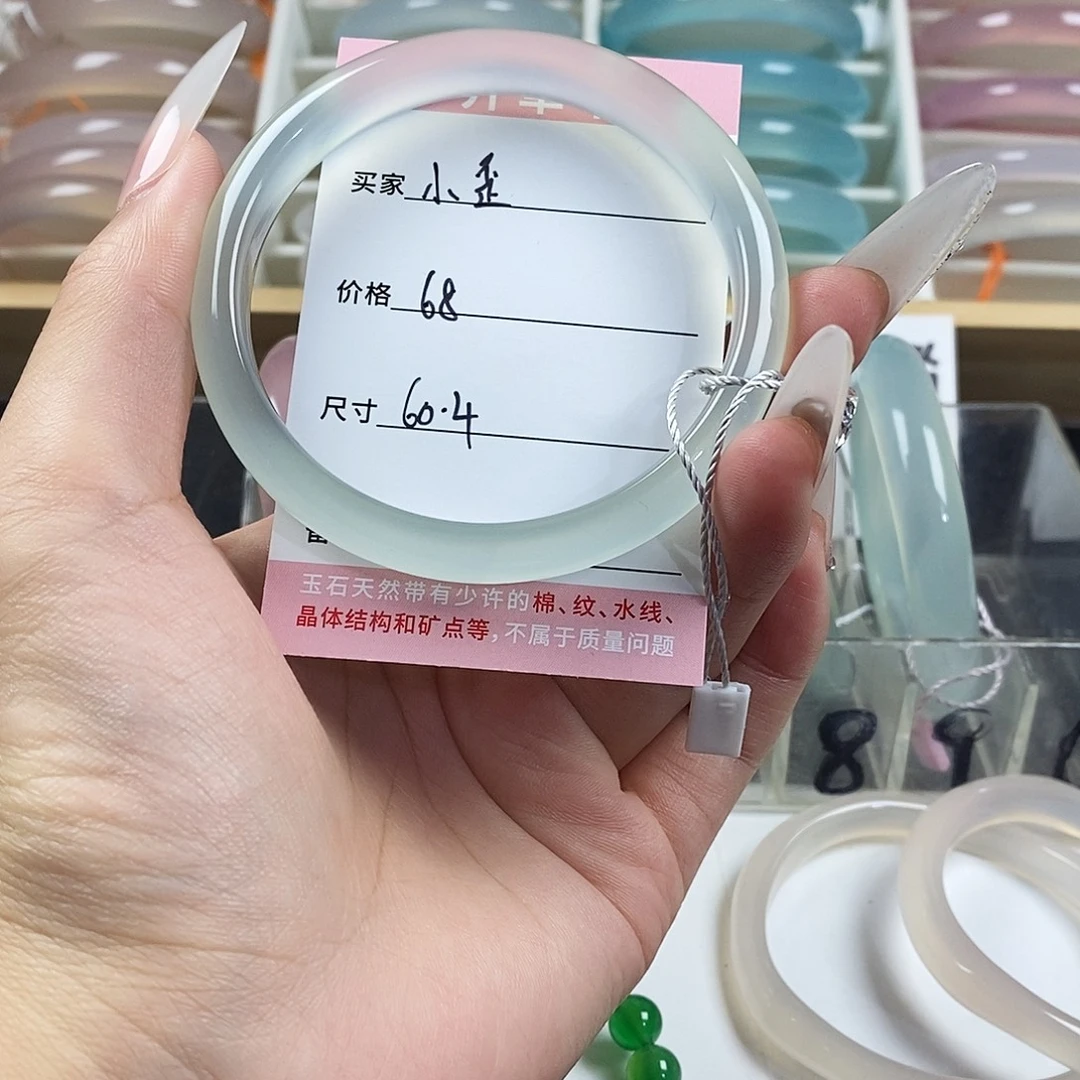 买家 小歪
价格 68
尺寸 60.4
玉石天然带有少许的棉、纹、水线、
晶体结构和矿点等,不属于质量问题
8
9